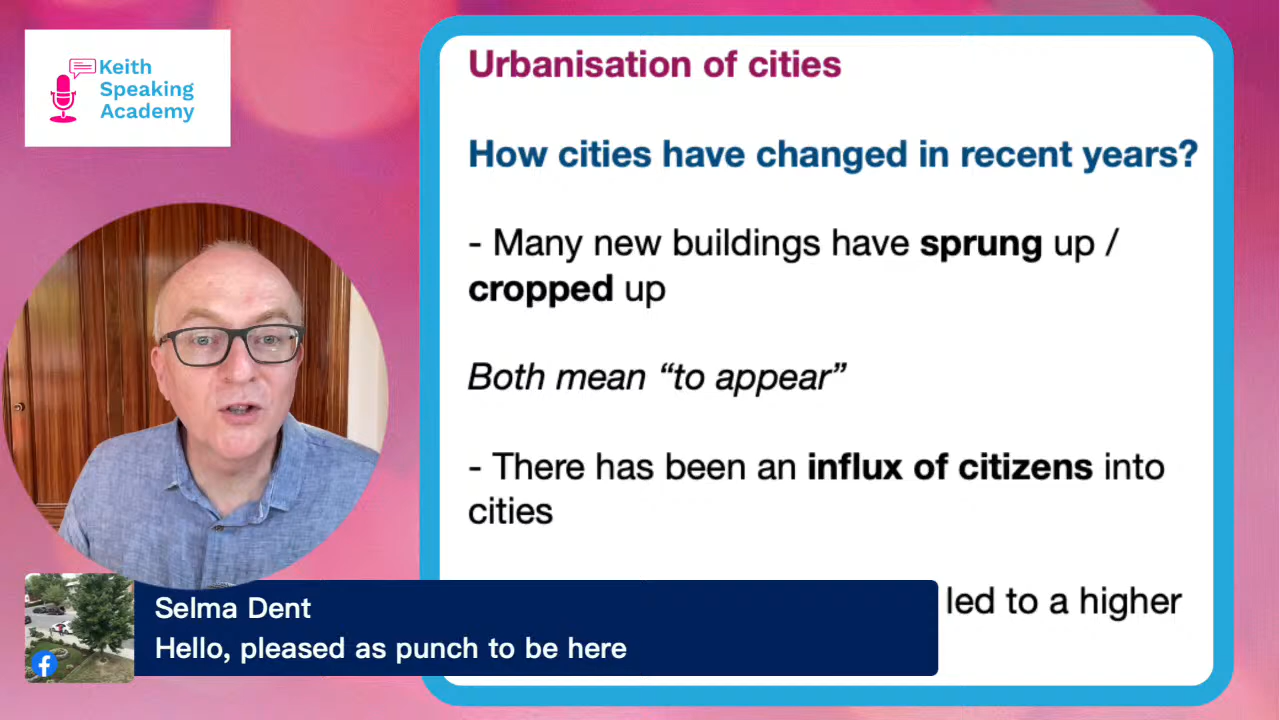 Keith
Speaking
Academy
Urbanisation of cities
How cities have changed in recent years?
- Many new buildings have sprung up /
cropped up
Both mean “to appear”
- There has been an influx of citizens into
cities
led to a higher
Selma Dent
Hello, pleased as punch to be here